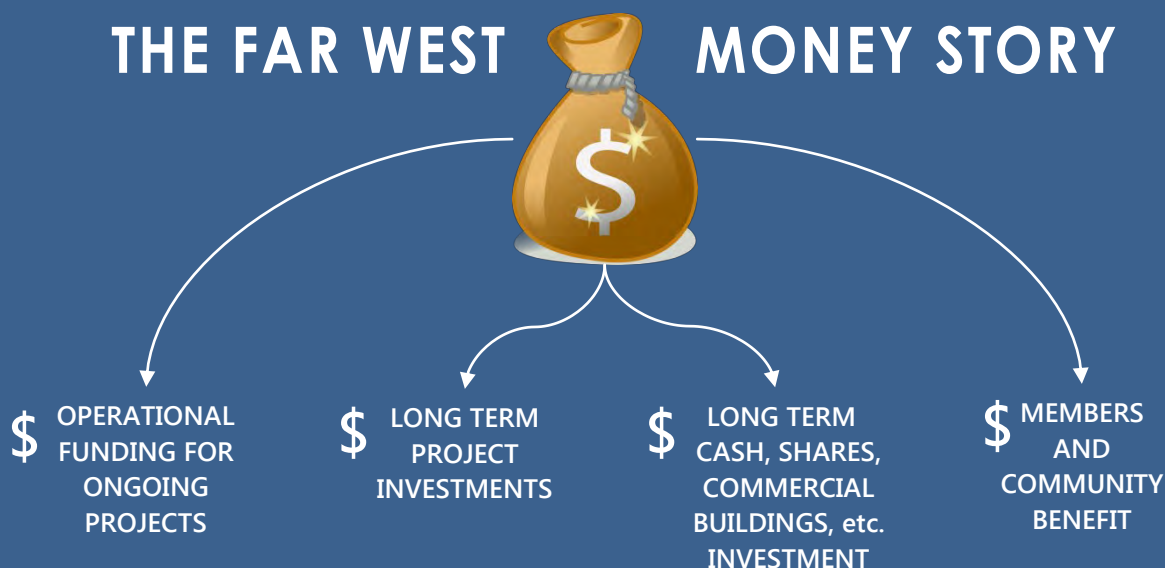 THE FAR WEST MONEY STORY
$
$ OPERATIONAL
FUNDING FOR
ONGOING
PROJECTS
$ LONG TERM
PROJECT
INVESTMENTS
$ LONG TERM
CASH, SHARES,
COMMERCIAL
BUILDINGS, etc.
INVESTMENT
$ MEMBERS
AND
COMMUNITY
BENEFIT